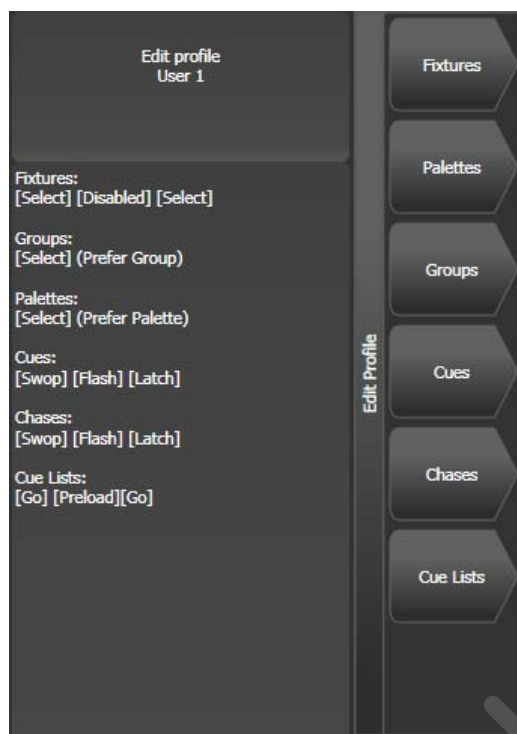 Edit profile
User 1
Fixtures:
[Select] [Disabled] [Select]
Groups:
[Select] (Prefer Group)
Palettes:
[Select] (Prefer Palette)
Cues:
[Swop] [Flash] [Latch]
Chases:
[Swop] [Flash] [Latch]
Cue Lists:
[Go] [Preload][Go]
Edit Profile
Fixtures
Palettes
Groups
Cues
Chases
Cue Lists